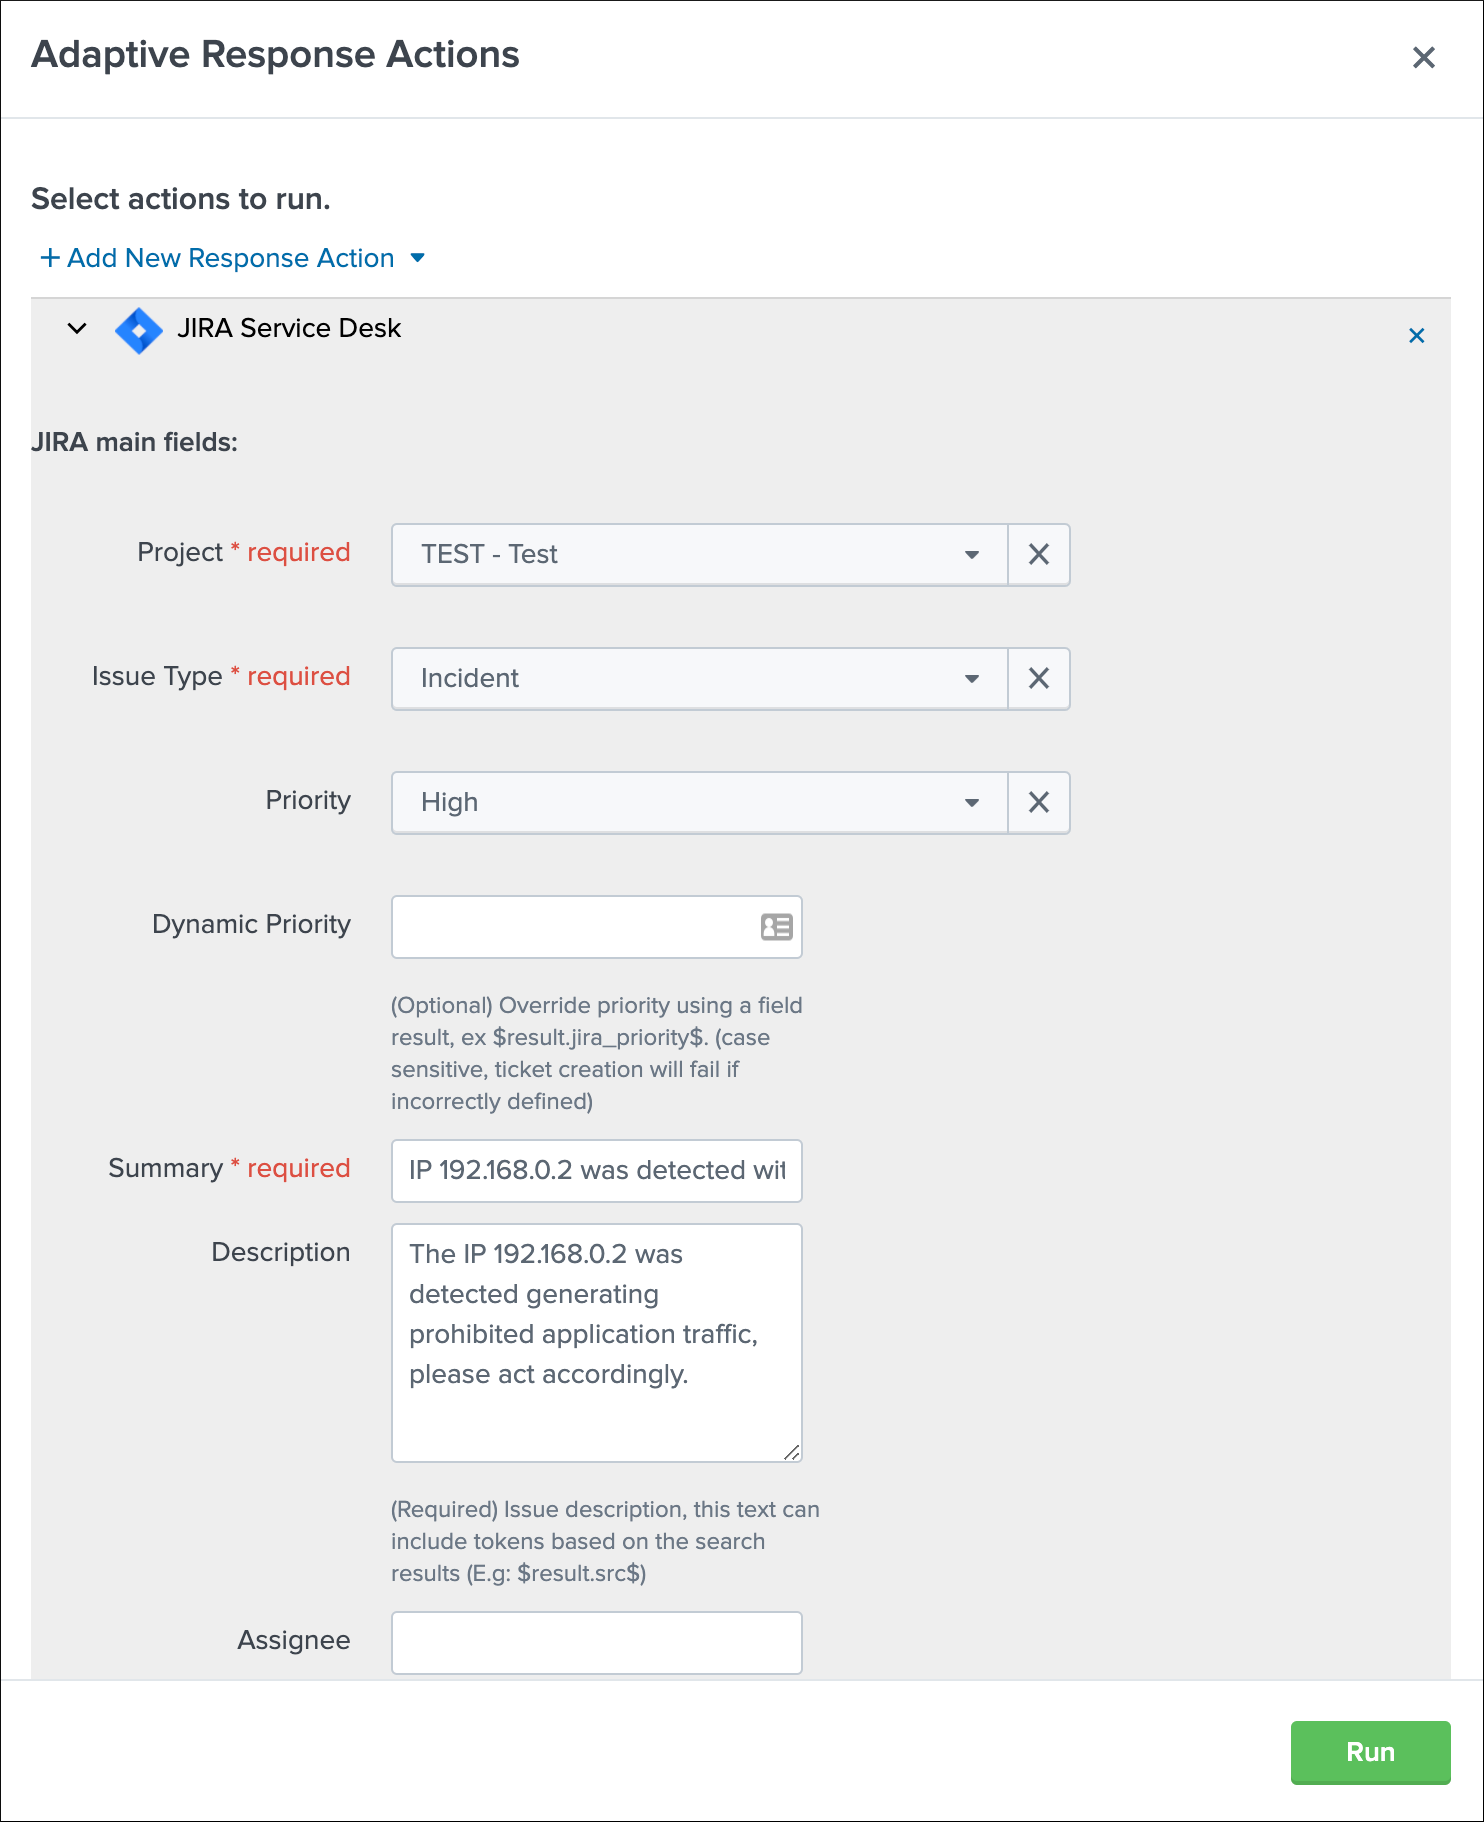 Adaptive Response Actions
Select actions to run.
+ Add New Response Action
JIRA Service Desk
JIRA main fields:
Project * required
TEST - Test
Issue Type * required
Incident
Priority
High
Dynamic Priority
(Optional) Override priority using a field
result, ex $result.jira_priority$. (case
sensitive, ticket creation will fail if
incorrectly defined)
Summary * required
IP 192.168.0.2 was detected wit
Description
The IP 192.168.0.2 was
detected generating
prohibited application traffic,
please act accordingly.
(Required) Issue description, this text can
include tokens based on the search
results (E.g: $result.src$)
Assignee
Run